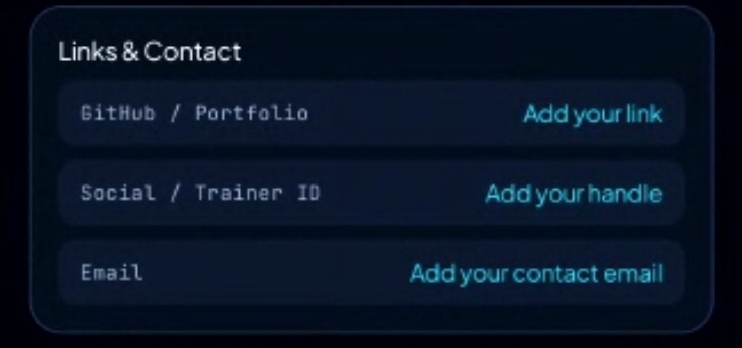 Links & Contact
GitHub / Portfolio Add your link
Social / Trainer ID Add your handle
Email Add your contact email